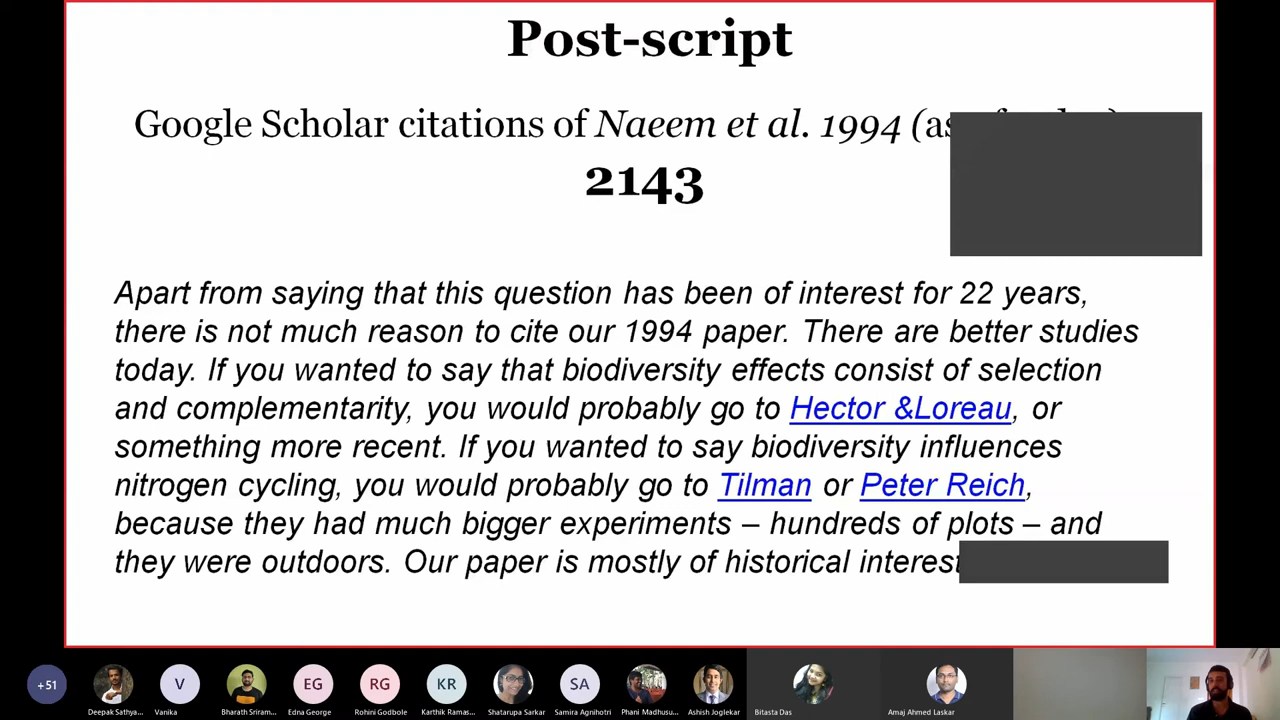 Post-script
Google Scholar citations of Naeem et al. 1994 (as
2143
Apart from saying that this question has been of interest for 22 years,
there is not much reason to cite our 1994 paper. There are better studies
today. If you wanted to say that biodiversity effects consist of selection
and complementarity, you would probably go to Hector &Loreau, or
something more recent. If you wanted to say biodiversity influences
nitrogen cycling, you would probably go to Tilman or Peter Reich,
because they had much bigger experiments – hundreds of plots – and
they were outdoors. Our paper is mostly of historical interest
+51
V
EG
RG
KR
SA
Deepak Sathya...
Vanika
Bharath Sriram...
Edna George
Rohini Godbole
Karthik Ramas...
Shatarupa Sarkar
Samira Agnihotri
Phani Madhusu...
Ashish Joglekar
Bitasta Das
Amaj Ahmed Laskar